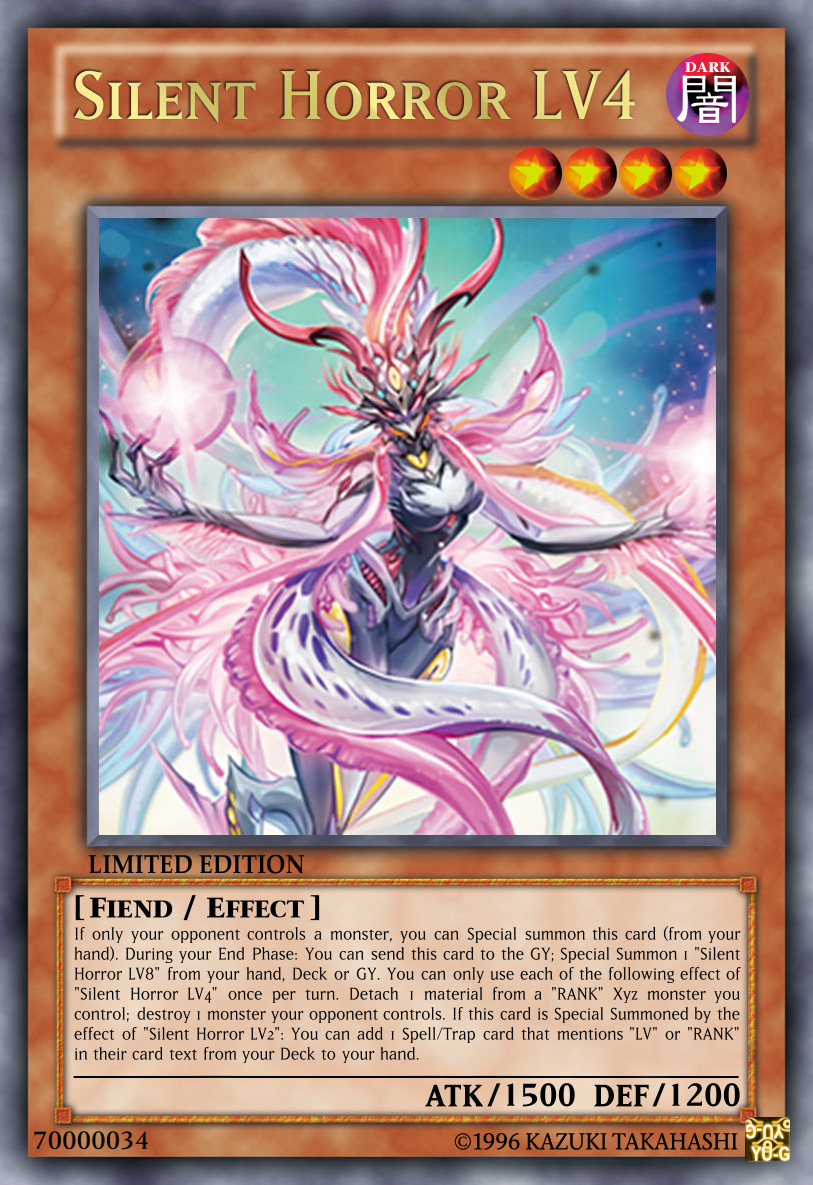 SILENT HORROR LV4
DARK
闇
LIMITED EDITION
[ FIEND / EFFECT ]
If only your opponent controls a monster, you can Special summon this card (from your
hand). During your End Phase: You can send this card to the GY; Special Summon 1 "Silent
Horror LV8" from your hand, Deck or GY. You can only use each of the following effect of
"Silent Horror LV4" once per turn. Detach 1 material from a "RANK" Xyz monster you
control; destroy 1 monster your opponent controls. If this card is Special Summoned by the
effect of "Silent Horror LV2": You can add 1 Spell/Trap card that mentions "LV" or "RANK"
in their card text from your Deck to your hand.
ATK/1500 DEF/1200
70000034
©1996 KAZUKI TAKAHASHI